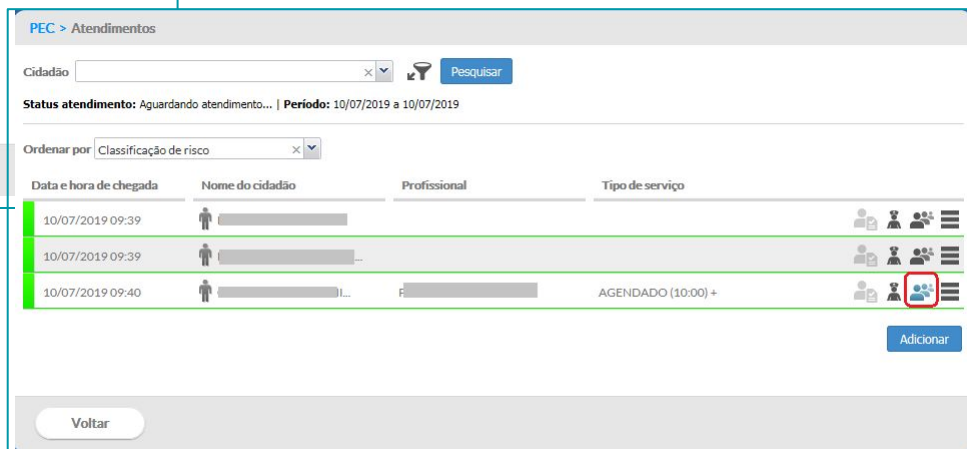 PEC > Atendimentos
Cidadão Pesquisar
Status atendimento: Aguardando atendimento... | Período: 10/07/2019 a 10/07/2019
Ordenar por Classificação de risco
Data e hora de chegada Nome do cidadão Profissional Tipo de serviço
10/07/2019 09:39
10/07/2019 09:39 ...
10/07/2019 09:40 AGENDADO (10:00) +
Adicionar
Voltar